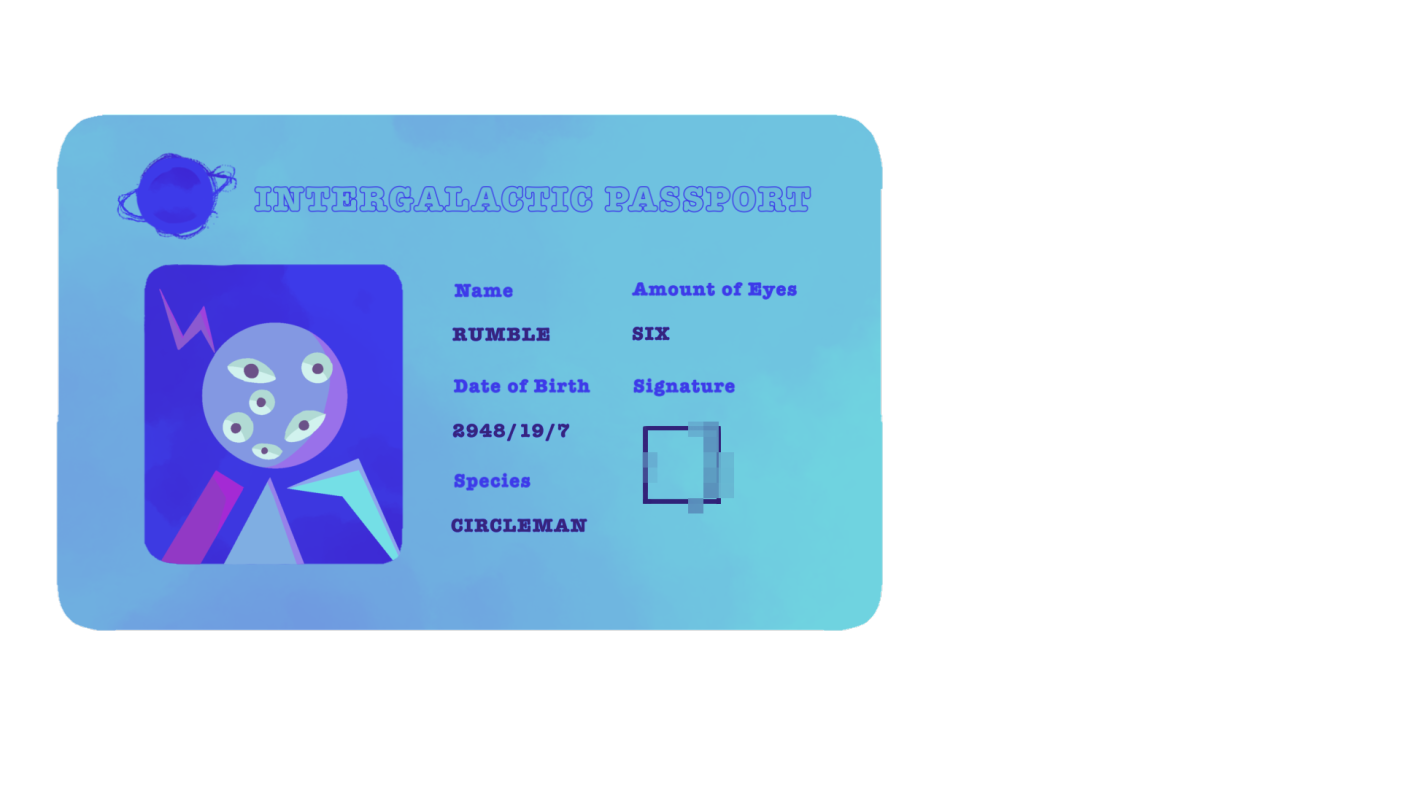 INTERGALACTIC PASSPORT
Name
RUMBLE
Date of Birth
2948/19/7
Species
CIRCLEMAN
Amount of Eyes
SIX
Signature